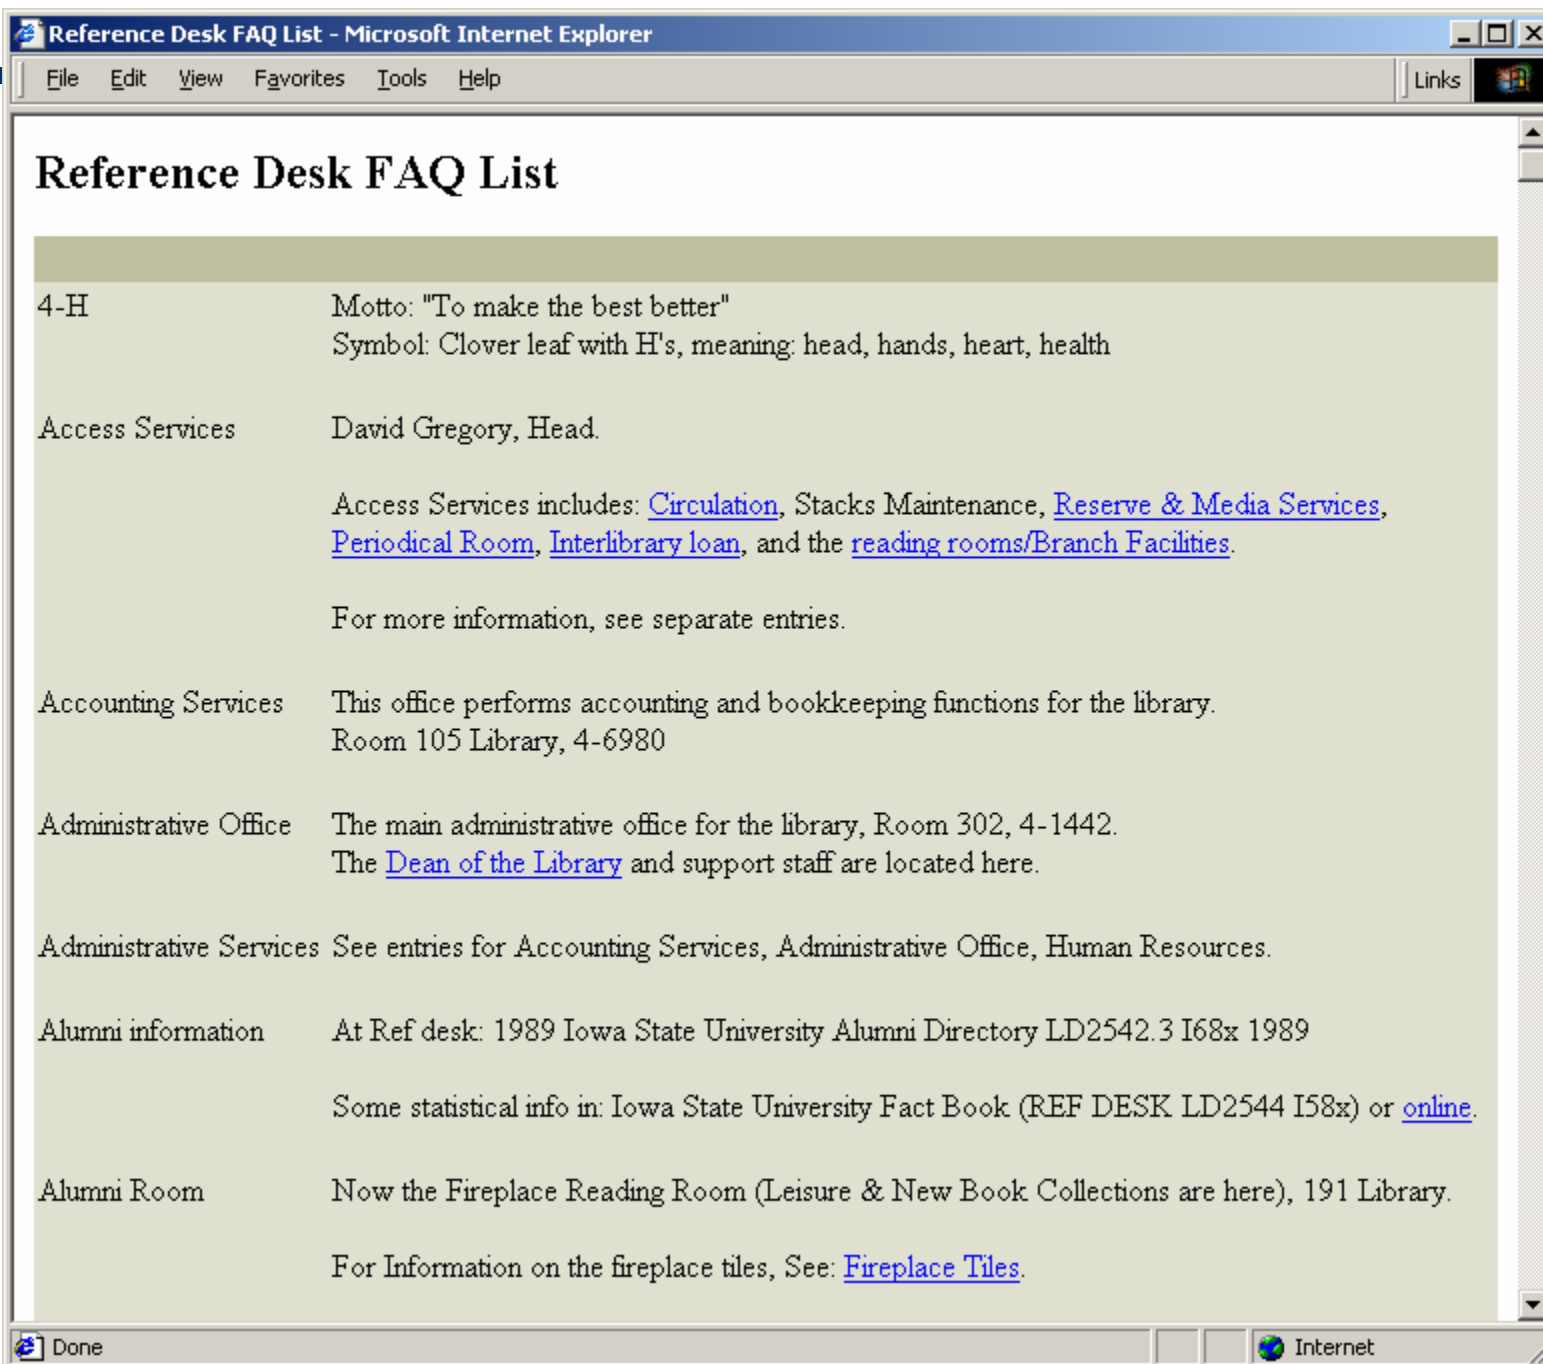 Reference Desk FAQ List - Microsoft Internet Explorer
File Edit View Favorites Tools Help Links
Reference Desk FAQ List
4-H Motto: "To make the best better"
Symbol: Clover leaf with H's, meaning: head, hands, heart, health
Access Services David Gregory, Head.
Access Services includes: Circulation, Stacks Maintenance, Reserve & Media Services,
Periodical Room, Interlibrary loan, and the reading rooms/Branch Facilities.
For more information, see separate entries.
Accounting Services This office performs accounting and bookkeeping functions for the library.
Room 105 Library, 4-6980
Administrative Office The main administrative office for the library, Room 302, 4-1442.
The Dean of the Library and support staff are located here.
Administrative Services See entries for Accounting Services, Administrative Office, Human Resources.
Alumni information At Ref desk: 1989 Iowa State University Alumni Directory LD2542.3 I68x 1989
Some statistical info in: Iowa State University Fact Book (REF DESK LD2544 I58x) or online.
Alumni Room Now the Fireplace Reading Room (Leisure & New Book Collections are here), 191 Library.
For Information on the fireplace tiles, See: Fireplace Tiles.
Done Internet